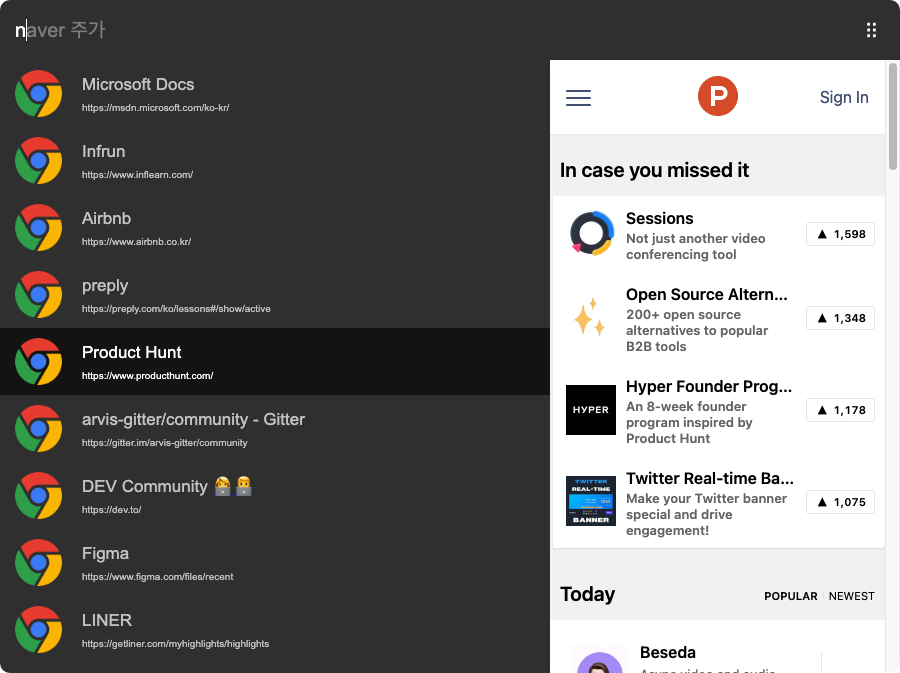 naver 주가
Microsoft Docs
https://msdn.microsoft.com/ko-kr/
Infrun
https://www.inflearn.com/
Airbnb
https://www.airbnb.co.kr/
preply
https://preply.com/ko/lessons#/show/active
Product Hunt
https://www.producthunt.com/
arvis-gitter/community - Gitter
https://gitter.im/arvis-gitter/community
DEV Community 👩‍💻👨‍💻
https://dev.to/
Figma
https://www.figma.com/files/recent
LINER
https://getliner.com/myhighlights/highlights
P
Sign In
In case you missed it
Sessions
Not just another video
conferencing tool
▲ 1,598
Open Source Altern...
200+ open source
alternatives to popular
B2B tools
▲ 1,348
HYPER
Hyper Founder Prog...
An 8-week founder
program inspired by
Product Hunt
▲ 1,178
TWITTER
REAL-TIME
BANNER
Twitter Real-time Ba...
Make your Twitter banner
special and drive
engagement!
▲ 1,075
Today
POPULAR
NEWEST
Beseda
Async video and audio